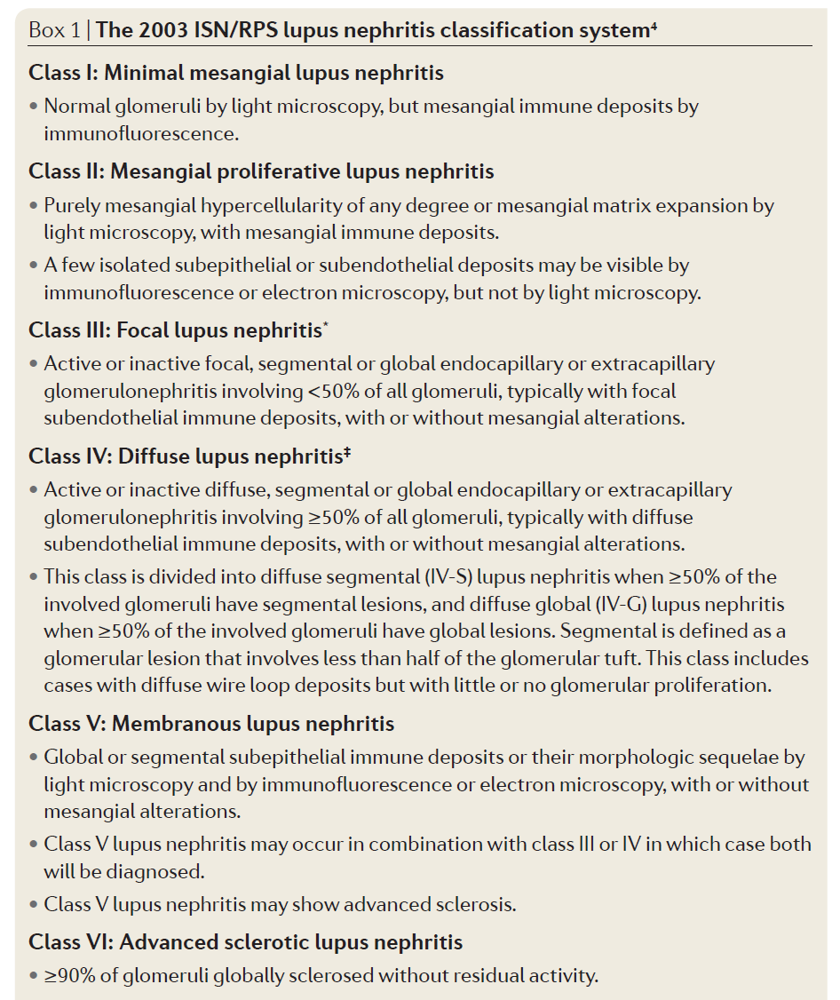 Box 1 | The 2003 ISN/RPS lupus nephritis classification system⁴
Class I: Minimal mesangial lupus nephritis
• Normal glomeruli by light microscopy, but mesangial immune deposits by
immunofluorescence.
Class II: Mesangial proliferative lupus nephritis
• Purely mesangial hypercellularity of any degree or mesangial matrix expansion by
light microscopy, with mesangial immune deposits.
• A few isolated subepithelial or subendothelial deposits may be visible by
immunofluorescence or electron microscopy, but not by light microscopy.
Class III: Focal lupus nephritis*
• Active or inactive focal, segmental or global endocapillary or extracapillary
glomerulonephritis involving <50% of all glomeruli, typically with focal
subendothelial immune deposits, with or without mesangial alterations.
Class IV: Diffuse lupus nephritis‡
• Active or inactive diffuse, segmental or global endocapillary or extracapillary
glomerulonephritis involving ≥50% of all glomeruli, typically with diffuse
subendothelial immune deposits, with or without mesangial alterations.
• This class is divided into diffuse segmental (IV-S) lupus nephritis when ≥50% of the
involved glomeruli have segmental lesions, and diffuse global (IV-G) lupus nephritis
when ≥50% of the involved glomeruli have global lesions. Segmental is defined as a
glomerular lesion that involves less than half of the glomerular tuft. This class includes
cases with diffuse wire loop deposits but with little or no glomerular proliferation.
Class V: Membranous lupus nephritis
• Global or segmental subepithelial immune deposits or their morphologic sequelae by
light microscopy and by immunofluorescence or electron microscopy, with or without
mesangial alterations.
• Class V lupus nephritis may occur in combination with class III or IV in which case both
will be diagnosed.
• Class V lupus nephritis may show advanced sclerosis.
Class VI: Advanced sclerotic lupus nephritis
• ≥90% of glomeruli globally sclerosed without residual activity.